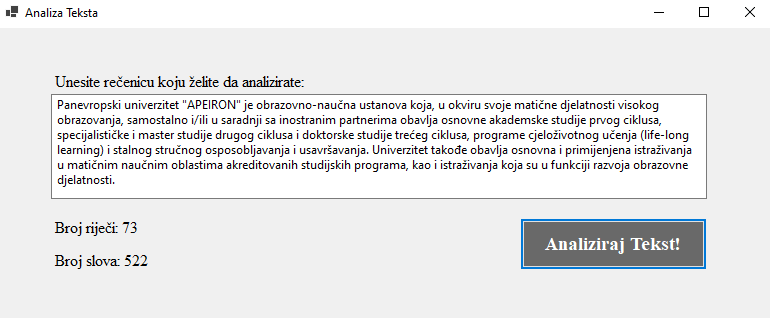 Analiza Teksta
Unesite rečenicu koju želite da analizirate:
Panevropski univerzitet "APEIRON" je obrazovno-naučna ustanova koja, u okviru svoje matične djelatnosti visokog
obrazovanja, samostalno i/ili u saradnji sa inostranim partnerima obavlja osnovne akademske studije prvog ciklusa,
specijalističke i master studije drugog ciklusa i doktorske studije trećeg ciklusa, programe cjeloživotnog učenja (life-long
learning) i stalnog stručnog osposobljavanja i usavršavanja. Univerzitet takođe obavlja osnovna i primijenjena istraživanja
u matičnim naučnim oblastima akreditovanih studijskih programa, kao i istraživanja koja su u funkciji razvoja obrazovne
djelatnosti.
Broj riječi: 73
Analiziraj Tekst!
Broj slova: 522